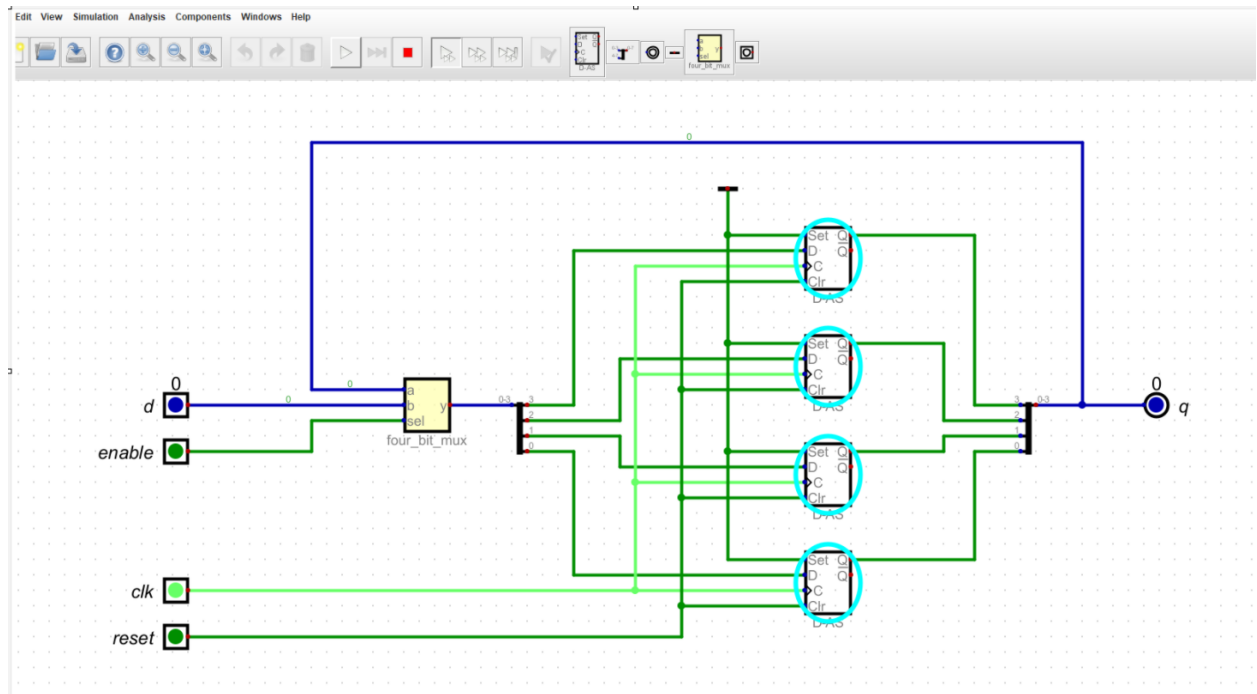 Edit View Simulation Analysis Components Windows Help
Set Q
D Q
C
Clr
D-AS
four_bit_mux
0
Set Q
D Q
C
Clr
D-AS
Set Q
D Q
C
Clr
D-AS
0
0
0
d
a
b y
sel
four_bit_mux
0-3
3
2
1
0
3
2
1
0
0-3
0
q
enable
Set Q
D Q
C
Clr
D-AS
Set Q
D Q
C
Clr
D-AS
clk
reset